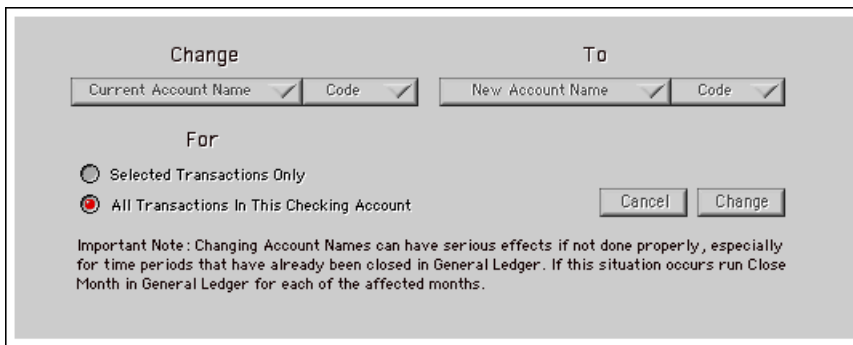 Change To
Current Account Name Code New Account Name Code
For
Selected Transactions Only
All Transactions In This Checking Account
Cancel Change
Important Note: Changing Account Names can have serious effects if not done properly, especially
for time periods that have already been closed in General Ledger. If this situation occurs run Close
Month in General Ledger for each of the affected months.